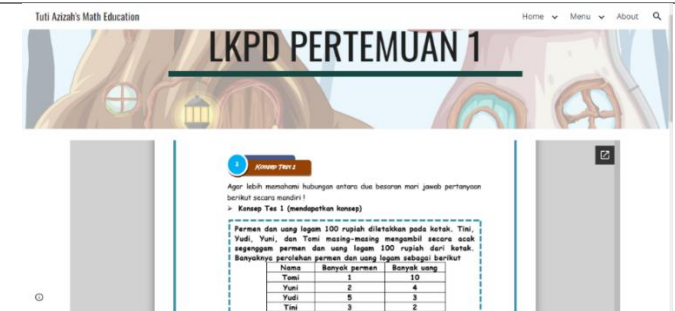 Tuti Azizah's Math Education
Home Menu About
LKPD PERTEMUAN 1
1 Konsep Tes 1
Agar lebih memahami hubungan antara dua besaran mari jawab pertanyaan
berikut secara mandiri !
➤ Konsep Tes 1 (mendapatkan konsep)
Permen dan uang logam 100 rupiah diletakkan pada kotak. Tini,
Yudi, Yuni, dan Tomi masing-masing mengambil secara acak
segenggam permen dan uang logam 100 rupiah dari kotak.
Banyaknya perolehan permen dan uang logam sebagai berikut
Nama Banyak permen Banyak uang
Tomi 1 10
Yuni 2 4
Yudi 5 3
Tini 3 2